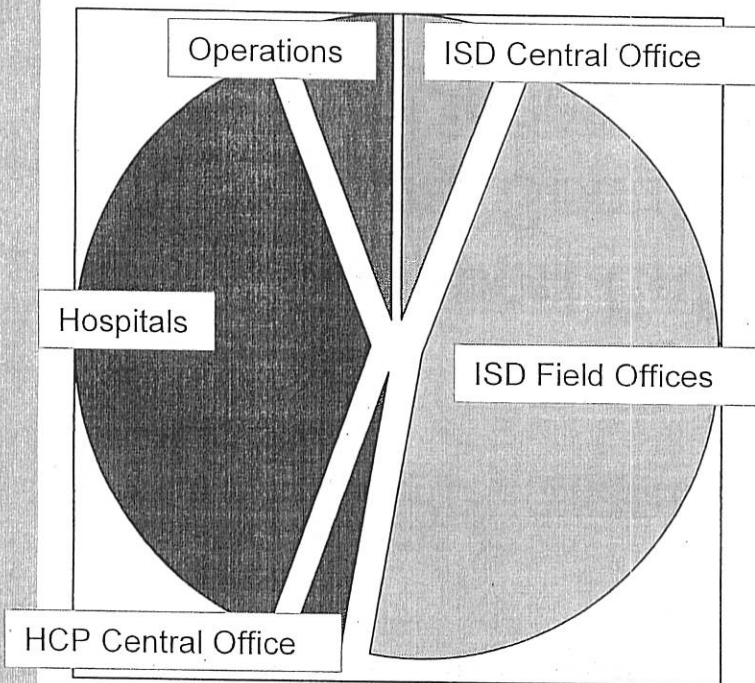 Operations
ISD Central Office
Hospitals
ISD Field Offices
HCP Central Office